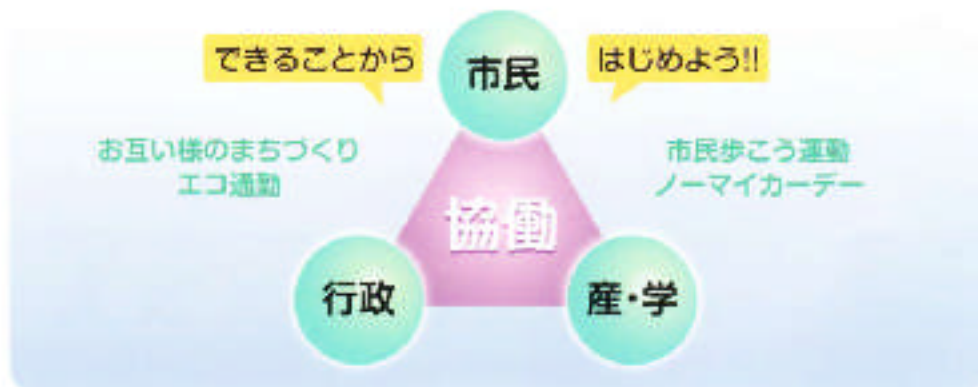 できることから
市民
はじめよう!!
お互い様のまちづくり
エコ通勤
市民歩こう運動
ノーマイカーデー
協働
行政
産・学